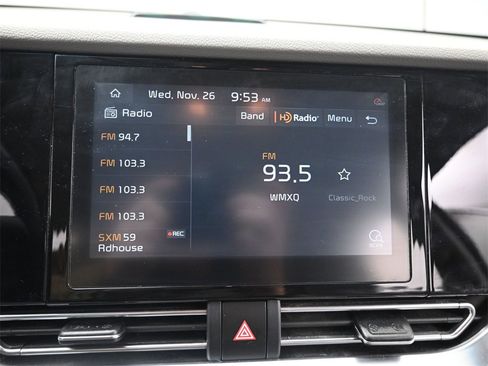 Wed, Nov. 26 9:53 AM
Radio Band HD Radio Menu
FM 94.7
FM 103.3
FM 103.3
FM 103.3
SXM 59 REC
Rdhouse
FM
93.5
WMXQ Classic_Rock
SCAN